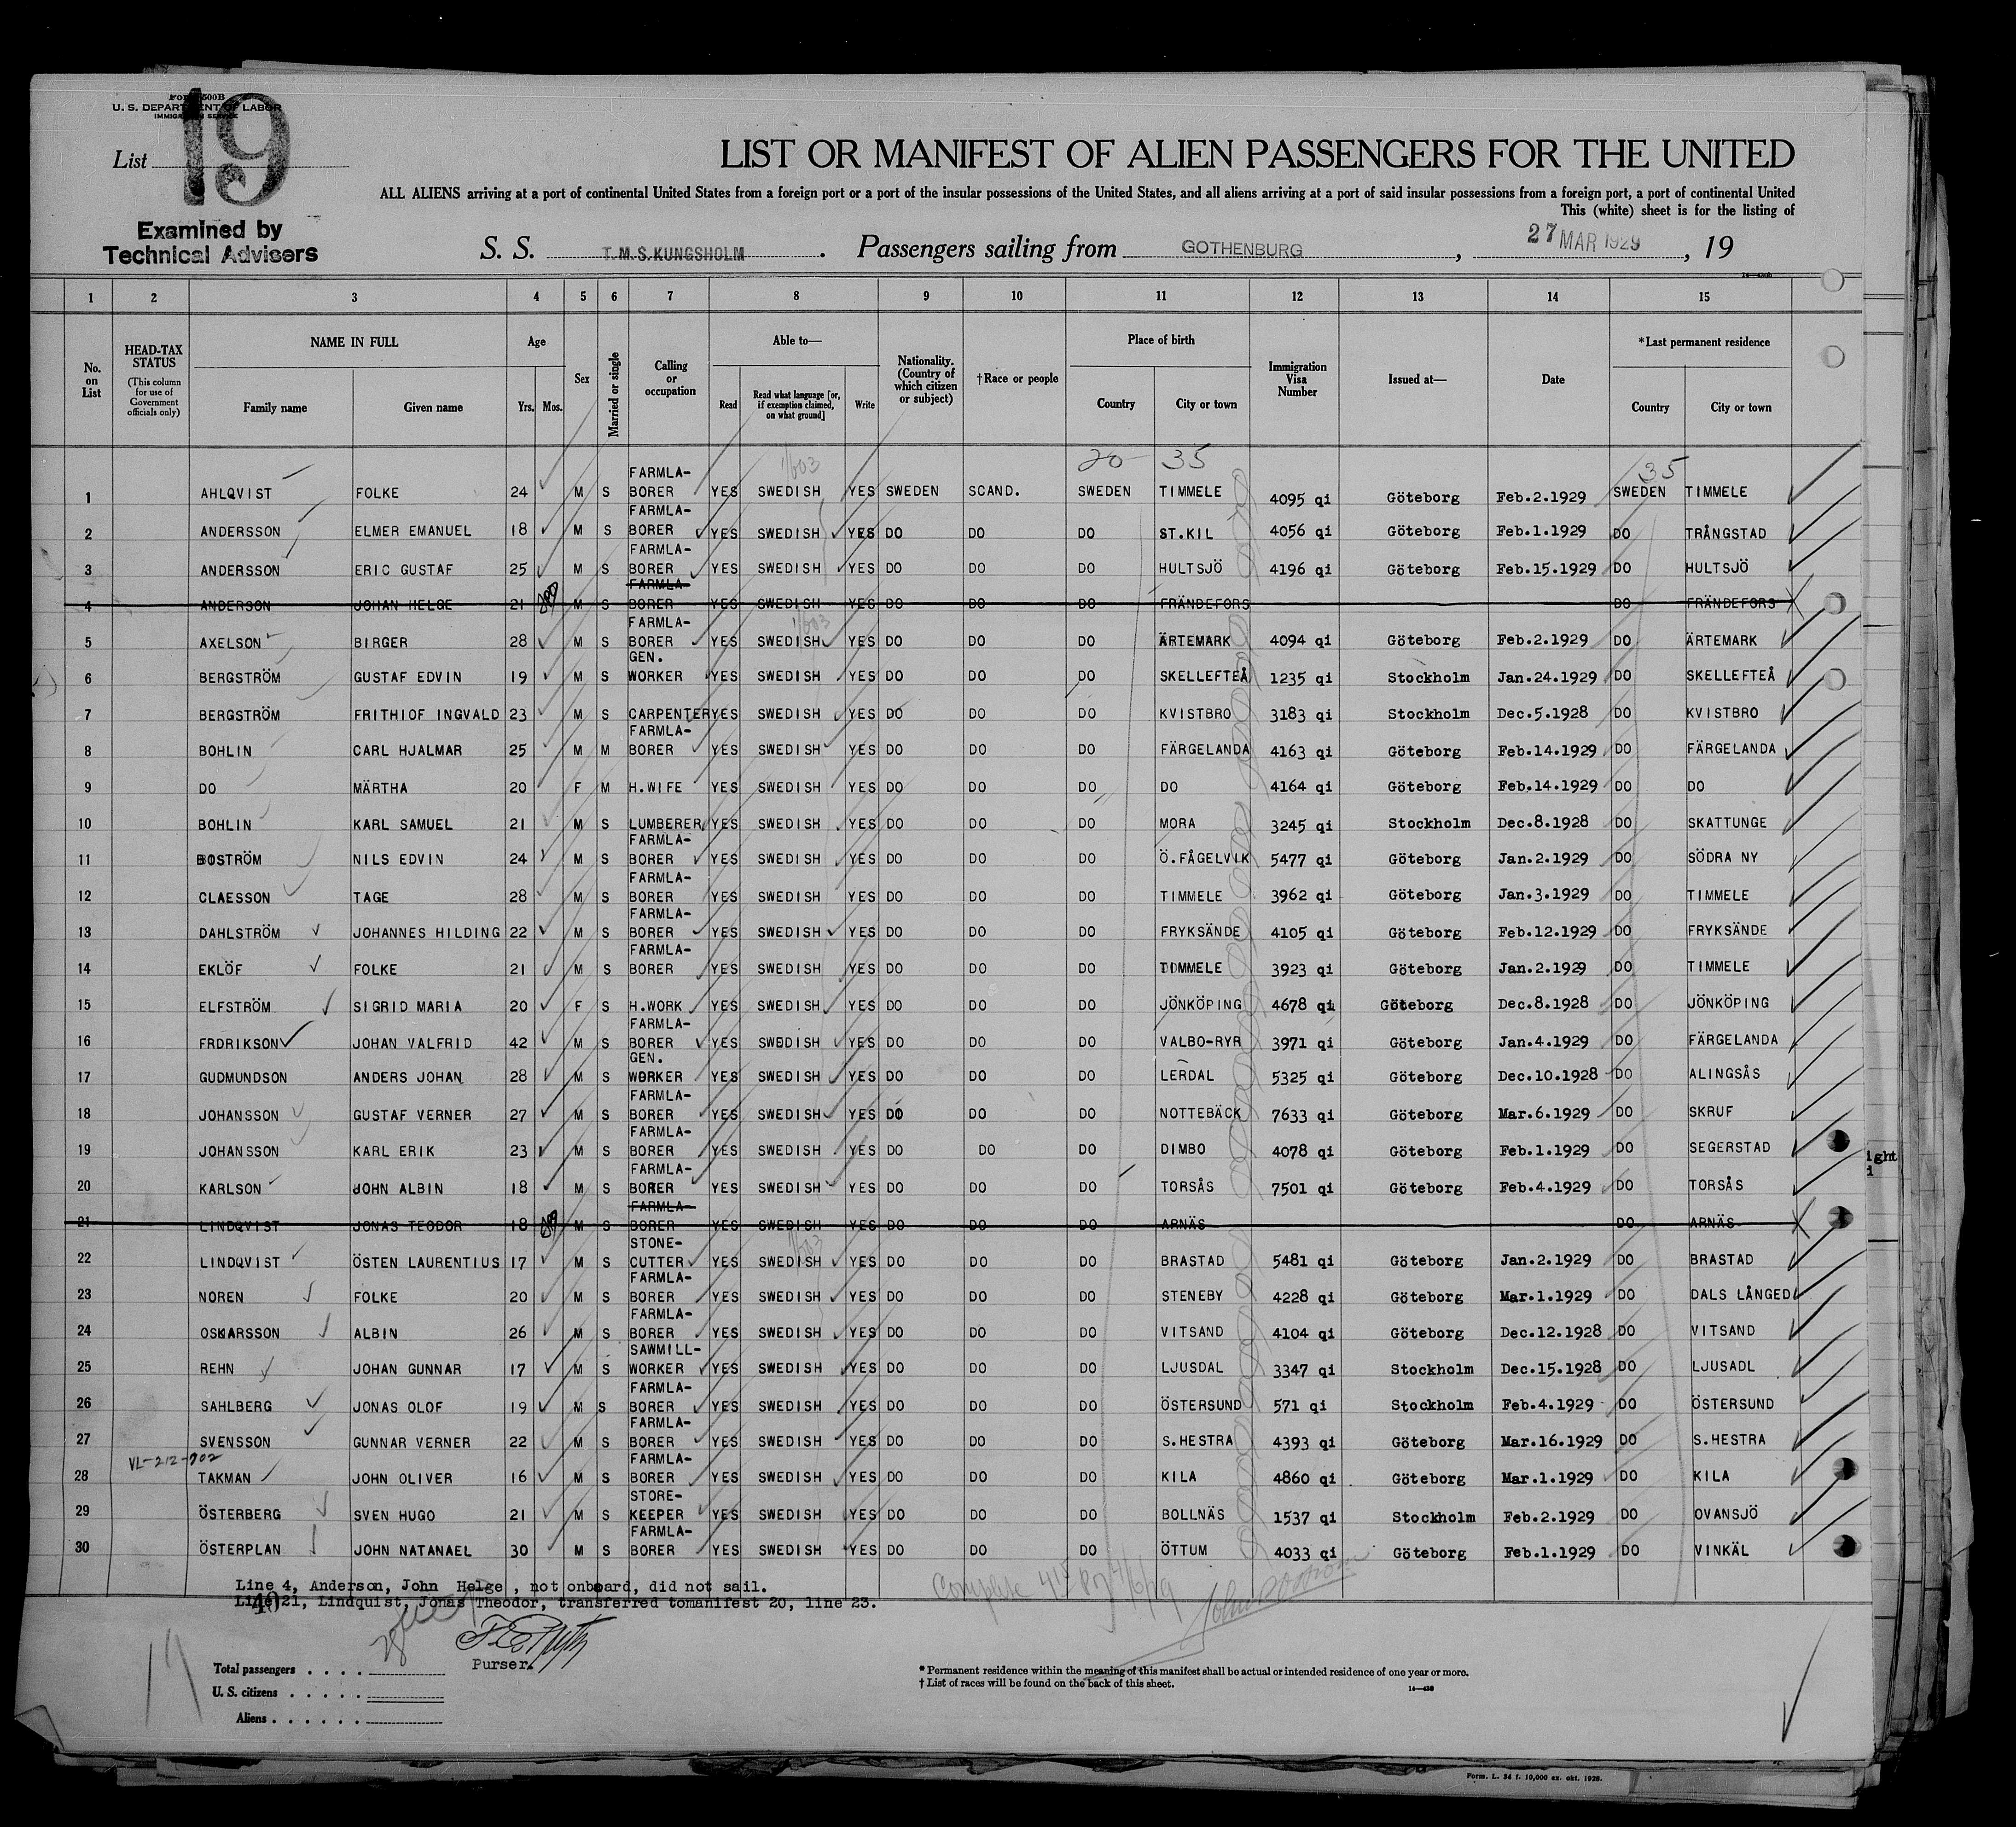 Form 500B
U. S. DEPARTMENT OF LABOR
IMMIGRATION SERVICE
List 19
Examined by
Technical Advisers
LIST OR MANIFEST OF ALIEN PASSENGERS FOR THE UNITED
ALL ALIENS arriving at a port of continental United States from a foreign port or a port of the insular possessions of the United States, and all aliens arriving at a port of said insular possessions from a foreign port, a port of continental United
This (white) sheet is for the listing of
S. S. T.M.S.KUNGSHOLM. Passengers sailing from GOTHENBURG, 27 MAR 1929, 19
1 2 3 4 5 6 7 8 9 10 11 12 13 14 15
No. on List
HEAD-TAX STATUS (This column for use of Government officials only)
NAME IN FULL
Family name Given name
Age
Yrs. Mos.
Sex
Married or single
Calling or occupation
Able to—
Read
Read what language [or, if exemption claimed, on what ground]
Write
Nationality. (Country of which citizen or subject)
†Race or people
Place of birth
Country City or town
Immigration Visa Number
Issued at—
Date
*Last permanent residence
Country City or town
20 35 35
1 AHLQVIST FOLKE 24 M S FARMLA-BORER YES SWEDISH YES SWEDEN SCAND. SWEDEN TIMMELE 4095 qi Göteborg Feb.2.1929 SWEDEN TIMMELE
2 ANDERSSON ELMER EMANUEL 18 M S FARMLA-BORER YES SWEDISH YES DO DO DO ST.KIL 4056 qi Göteborg Feb.1.1929 DO TRÅNGSTAD
3 ANDERSSON ERIC GUSTAF 25 M S FARMLA-BORER YES SWEDISH YES DO DO DO HULTSJÖ 4196 qi Göteborg Feb.15.1929 DO HULTSJÖ
4 ANDERSON JOHAN HELGE 21 M S FARMLA-BORER YES SWEDISH YES DO DO DO FRÄNDEFORS DO FRÄNDEFORS
5 AXELSON BIRGER 28 M S FARMLA-BORER YES SWEDISH YES DO DO DO ÄRTEMARK 4094 qi Göteborg Feb.2.1929 DO ÄRTEMARK
6 BERGSTRÖM GUSTAF EDVIN 19 M S GEN. WORKER YES SWEDISH YES DO DO DO SKELLEFTEÅ 1235 qi Stockholm Jan.24.1929 DO SKELLEFTEÅ
7 BERGSTRÖM FRITHIOF INGVALD 23 M S CARPENTER YES SWEDISH YES DO DO DO KVISTBRO 3183 qi Stockholm Dec.5.1928 DO KVISTBRO
8 BOHLIN CARL HJALMAR 25 M M FARMLA-BORER YES SWEDISH YES DO DO DO FÄRGELANDA 4163 qi Göteborg Feb.14.1929 DO FÄRGELANDA
9 DO MÄRTHA 20 F M H.WIFE YES SWEDISH YES DO DO DO DO 4164 qi Göteborg Feb.14.1929 DO DO
10 BOHLIN KARL SAMUEL 21 M S LUMBERER YES SWEDISH YES DO DO DO MORA 3245 qi Stockholm Dec.8.1928 DO SKATTUNGE
11 BOSTRÖM NILS EDVIN 24 M S FARMLA-BORER YES SWEDISH YES DO DO DO Ö.FÅGELVIK 5477 qi Göteborg Jan.2.1929 DO SÖDRA NY
12 CLAESSON TAGE 28 M S FARMLA-BORER YES SWEDISH YES DO DO DO TIMMELE 3962 qi Göteborg Jan.3.1929 DO TIMMELE
13 DAHLSTRÖM JOHANNES HILDING 22 M S FARMLA-BORER YES SWEDISH YES DO DO DO FRYKSÄNDE 4105 qi Göteborg Feb.12.1929 DO FRYKSÄNDE
14 EKLÖF FOLKE 21 M S FARMLA-BORER YES SWEDISH YES DO DO DO TIMMELE 3923 qi Göteborg Jan.2.1929 DO TIMMELE
15 ELFSTRÖM SIGRID MARIA 20 F S H.WORK YES SWEDISH YES DO DO DO JÖNKÖPING 4678 qi Göteborg Dec.8.1928 DO JÖNKÖPING
16 FRDRIKSON JOHAN VALFRID 42 M S FARMLA-BORER YES SWEDISH YES DO DO DO VALBO-RYR 3971 qi Göteborg Jan.4.1929 DO FÄRGELANDA
17 GUDMUNDSON ANDERS JOHAN 28 M S GEN. WORKER YES SWEDISH YES DO DO DO LERDAL 5325 qi Göteborg Dec.10.1928 DO ALINGSÅS
18 JOHANSSON GUSTAF VERNER 27 M S FARMLA-BORER YES SWEDISH YES DO DO DO NOTTEBÄCK 7633 qi Göteborg Mar.6.1929 DO SKRUF
19 JOHANSSON KARL ERIK 23 M S FARMLA-BORER YES SWEDISH YES DO DO DO DIMBO 4078 qi Göteborg Feb.1.1929 DO SEGERSTAD
20 KARLSON JOHN ALBIN 18 M S FARMLA-BORER YES SWEDISH YES DO DO DO TORSÅS 7501 qi Göteborg Feb.4.1929 DO TORSÅS
21 LINDQVIST JONAS TEODOR 18 M S FARMLA-BORER YES SWEDISH YES DO DO DO ARNÄS DO ARNÄS
22 LINDQVIST ÖSTEN LAURENTIUS 17 M S STONE-CUTTER YES SWEDISH YES DO DO DO BRASTAD 5481 qi Göteborg Jan.2.1929 DO BRASTAD
23 NOREN FOLKE 20 M S FARMLA-BORER YES SWEDISH YES DO DO DO STENEBY 4228 qi Göteborg Mar.1.1929 DO DALS LÅNGED
24 OSKARSSON ALBIN 26 M S FARMLA-BORER YES SWEDISH YES DO DO DO VITSAND 4104 qi Göteborg Dec.12.1928 DO VITSAND
25 REHN JOHAN GUNNAR 17 M S SAWMILL-WORKER YES SWEDISH YES DO DO DO LJUSDAL 3347 qi Stockholm Dec.15.1928 DO LJUSADL
26 SAHLBERG JONAS OLOF 19 M S FARMLA-BORER YES SWEDISH YES DO DO DO ÖSTERSUND 571 qi Stockholm Feb.4.1929 DO ÖSTERSUND
27 SVENSSON GUNNAR VERNER 22 M S FARMLA-BORER YES SWEDISH YES DO DO DO S.HESTRA 4393 qi Göteborg Mar.16.1929 DO S.HESTRA
VL-212-902
28 TAKMAN JOHN OLIVER 16 M S FARMLA-BORER YES SWEDISH YES DO DO DO KILA 4860 qi Göteborg Mar.1.1929 DO KILA
29 ÖSTERBERG SVEN HUGO 21 M S STORE-KEEPER YES SWEDISH YES DO DO DO BOLLNÄS 1537 qi Stockholm Feb.2.1929 DO OVANSJÖ
30 ÖSTERPLAN JOHN NATANAEL 30 M S FARMLA-BORER YES SWEDISH YES DO DO DO ÖTTUM 4033 qi Göteborg Feb.1.1929 DO VINKÄL
Line 4, Anderson, John Helge , not onboard, did not sail.
Line 21, Lindquist, Jonas Theodor, transferred tomanifest 20, line 23.
40
Purser.
Total passengers . . . . 28
U. S. citizens . . . . .
Aliens . . . . . .
* Permanent residence within the meaning of this manifest shall be actual or intended residence of one year or more.
† List of races will be found on the back of this sheet.
Form. L. 34 f. 10,000 ex. okt. 1928.
ight
i